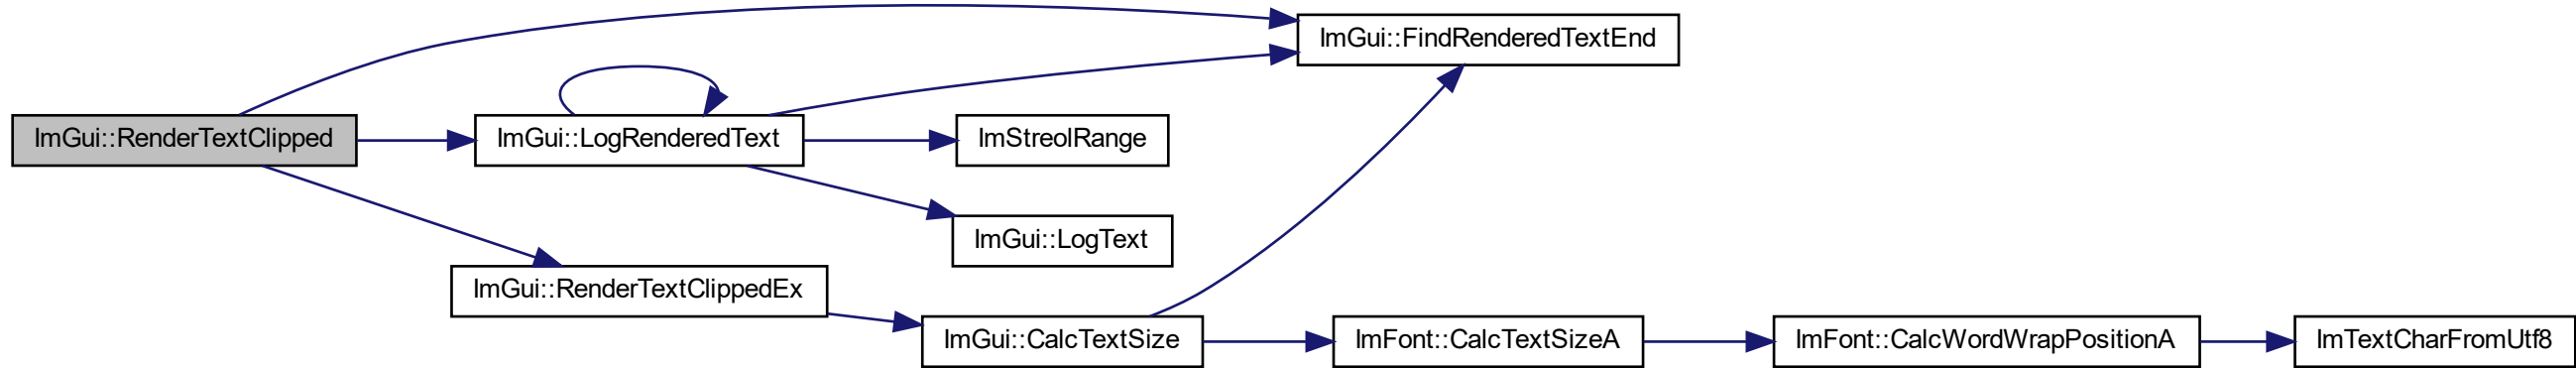 ImGui::FindRenderedTextEnd
ImGui::RenderTextClipped
ImGui::LogRenderedText
ImStreolRange
ImGui::LogText
ImGui::RenderTextClippedEx
ImGui::CalcTextSize
ImFont::CalcTextSizeA
ImFont::CalcWordWrapPositionA
ImTextCharFromUtf8